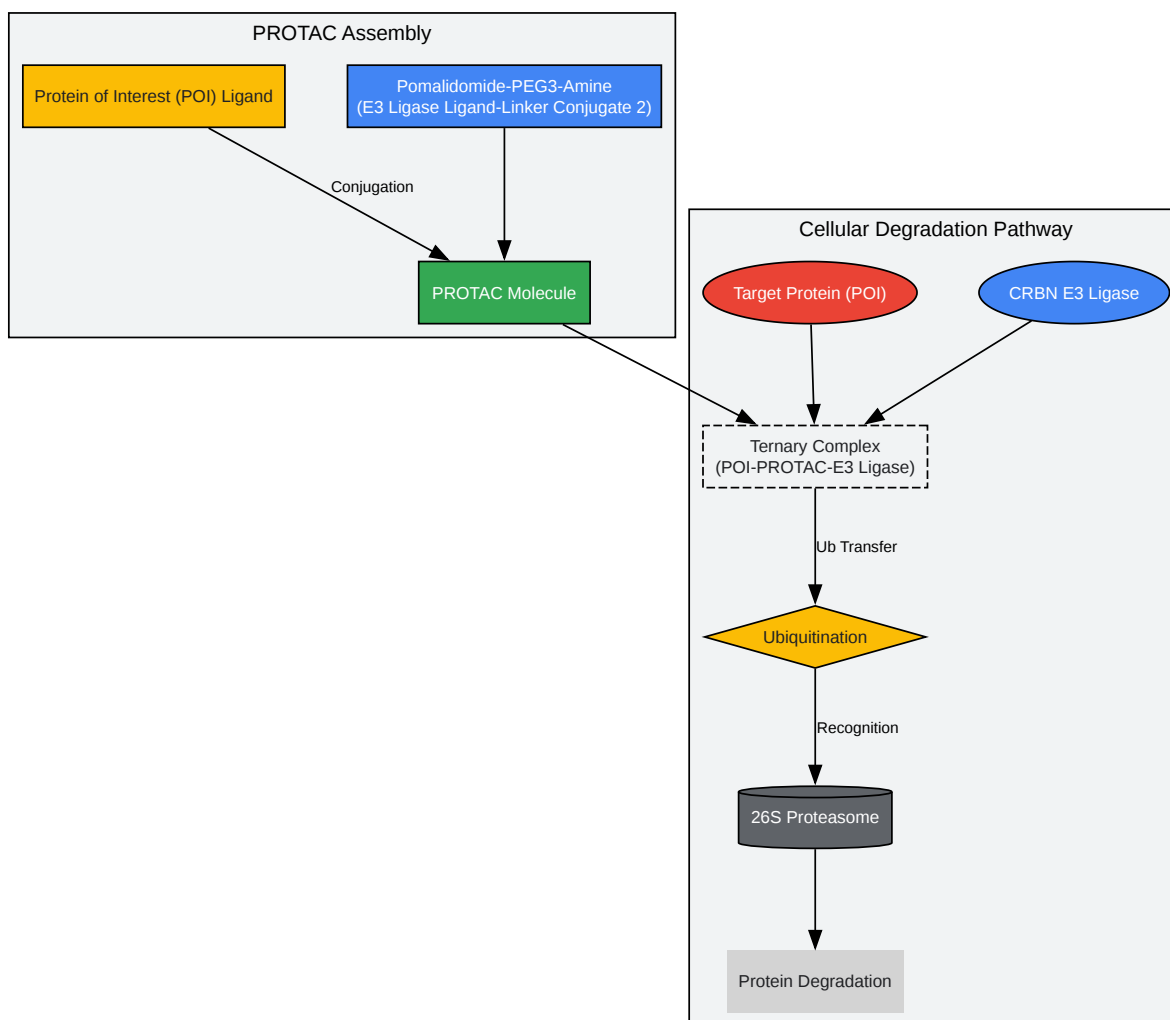 PROTAC Assembly
Protein of Interest (POI) Ligand
Pomalidomide-PEG3-Amine
(E3 Ligase Ligand-Linker Conjugate 2)
Conjugation
PROTAC Molecule
Cellular Degradation Pathway
Target Protein (POI)
CRBN E3 Ligase
Ternary Complex
(POI-PROTAC-E3 Ligase)
Ub Transfer
Ubiquitination
Recognition
26S Proteasome
Protein Degradation